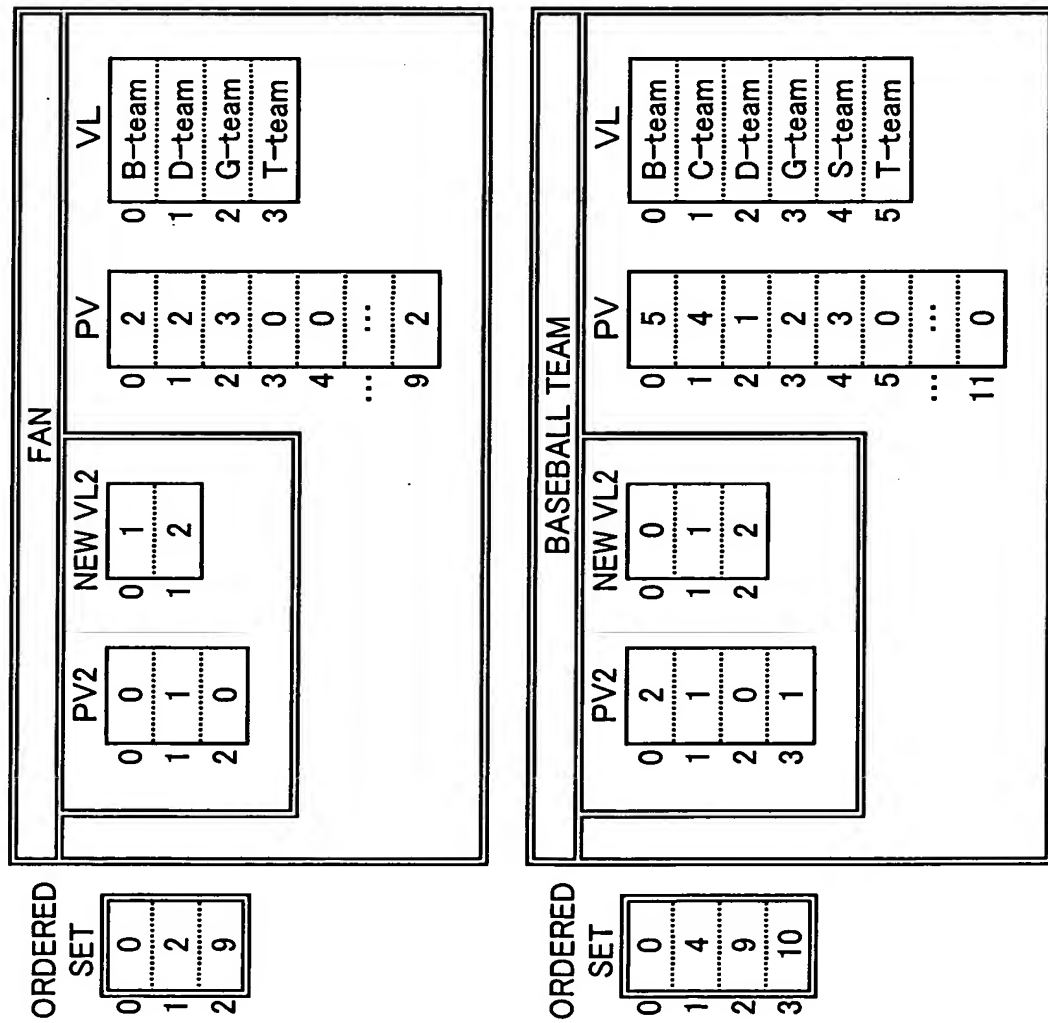 FAN
ORDERED
SET PV2 NEW VL2 PV VL
0 0 0 0 0 1 0 2 0 B-team
1 2 1 1 1 2 1 2 1 D-team
2 9 2 0 2 3 2 G-team
3 0 3 T-team
4 0
... ...
9 2
BASEBALL TEAM
ORDERED
SET PV2 NEW VL2 PV VL
0 0 0 2 0 0 0 5 0 B-team
1 4 1 1 1 1 1 4 1 C-team
2 9 2 0 2 2 2 1 2 D-team
3 10 3 1 3 2 3 G-team
4 3 4 S-team
5 0 5 T-team
... ...
11 0